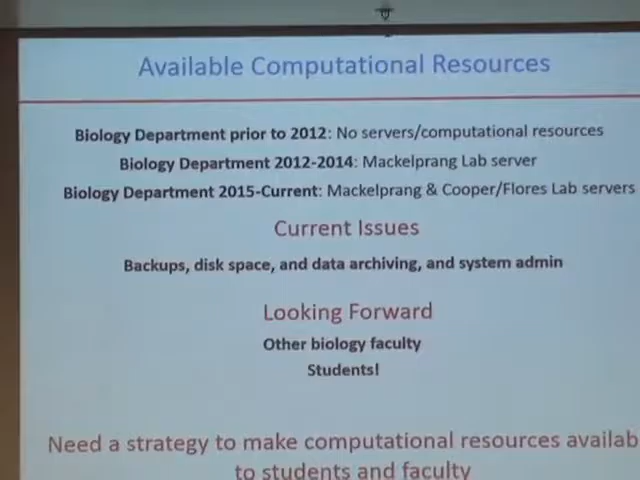 Available Computational Resources
Biology Department prior to 2012: No servers/computational resources
Biology Department 2012-2014: Mackelprang Lab server
Biology Department 2015-Current: Mackelprang & Cooper/Flores Lab servers
Current Issues
Backups, disk space, and data archiving, and system admin
Looking Forward
Other biology faculty
Students!
Need a strategy to make computational resources availab
to students and faculty